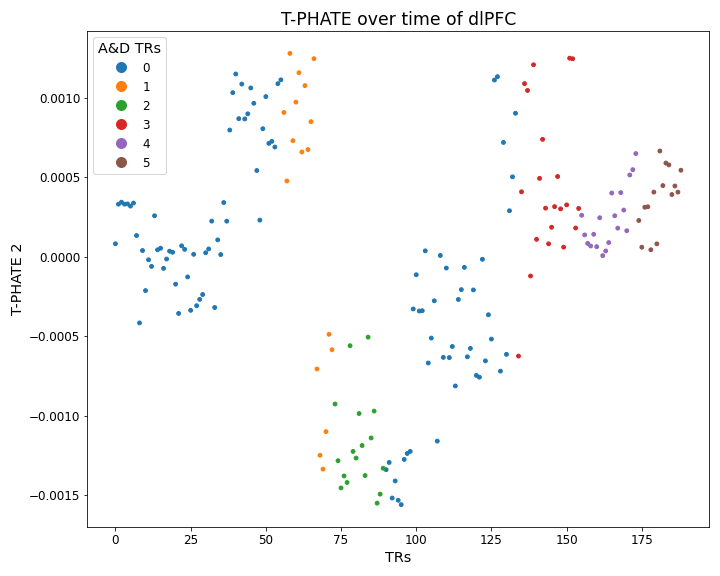 T-PHATE over time of dlPFC
A&D TRs
0
1
2
3
4
5
0.0010
0.0005
0.0000
−0.0005
−0.0010
−0.0015
T-PHATE 2
0 25 50 75 100 125 150 175
TRs